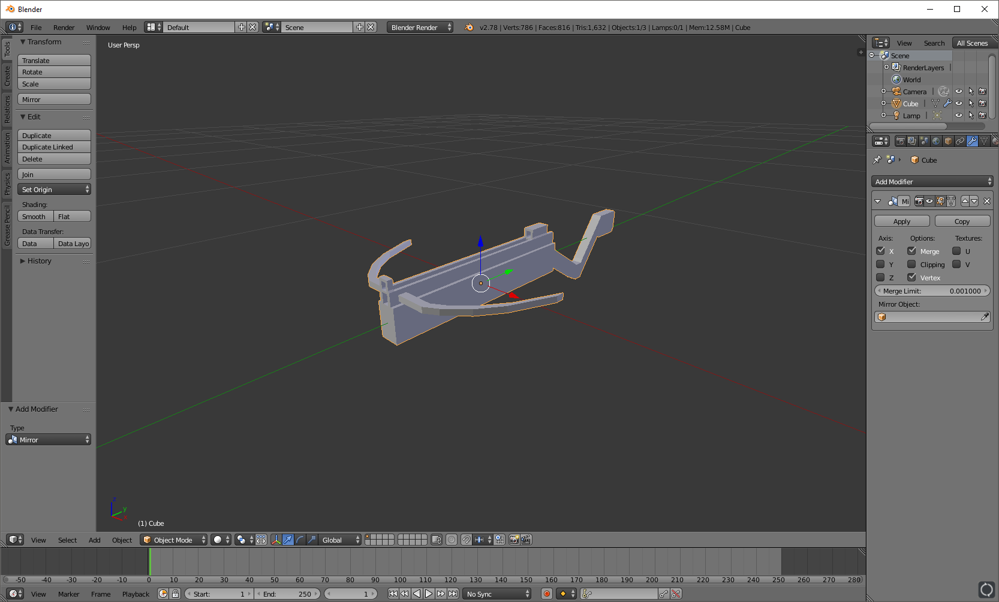 Blender
File Render Window Help Default Scene Blender Render v2.78 | Verts:786 | Faces:816 | Tris:1,632 | Objects:1/3 | Lamps:0/1 | Mem:12.58M | Cube
Tools
Create
Relations
Animation
Physics
Grease Pencil
Transform
Translate
Rotate
Scale
Mirror
Edit
Duplicate
Duplicate Linked
Delete
Join
Set Origin
Shading:
Smooth Flat
Data Transfer:
Data Data Layo
History
Add Modifier
Type
Mirror
User Persp
z
y
x
(1) Cube
View Search All Scenes
Scene
RenderLayers
World
Camera
Cube
Lamp
Cube
Add Modifier
Mi
Apply Copy
Axis: Options: Textures:
X Merge U
Y Clipping V
Z Vertex
Merge Limit: 0.001000
Mirror Object:
View Select Add Object Object Mode Global
-50 -40 -30 -20 -10 0 10 20 30 40 50 60 70 80 90 100 110 120 130 140 150 160 170 180 190 200 210 220 230 240 250 260 270 280
View Marker Frame Playback Start: 1 End: 250 1 No Sync